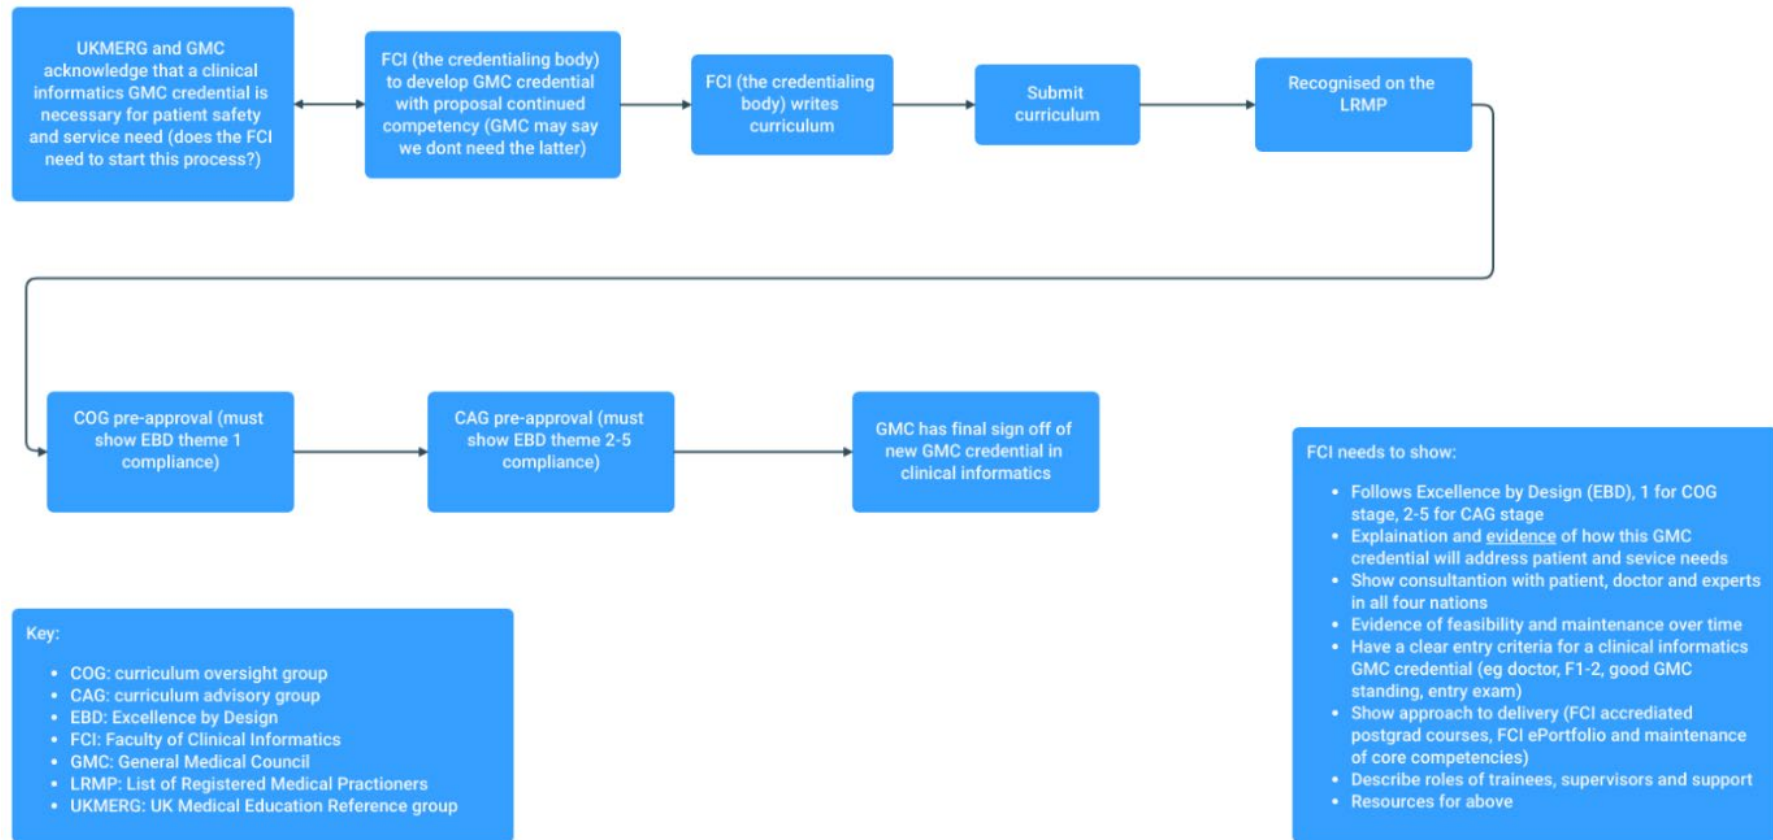 UKMERG and GMC
acknowledge that a clinical
informatics GMC credential is
necessary for patient safety
and service need (does the FCI
need to start this process?)
FCI (the credentialing body)
to develop GMC credential
with proposal continued
competency (GMC may say
we dont need the latter)
FCI (the credentialing
body) writes
curriculum
Submit
curriculum
Recognised on the
LRMP
COG pre-approval (must
show EBD theme 1
compliance)
CAG pre-approval (must
show EBD theme 2-5
compliance)
GMC has final sign off of
new GMC credential in
clinical informatics
Key:
• COG: curriculum oversight group
• CAG: curriculum advisory group
• EBD: Excellence by Design
• FCI: Faculty of Clinical Informatics
• GMC: General Medical Council
• LRMP: List of Registered Medical Practioners
• UKMERG: UK Medical Education Reference group
FCI needs to show:
• Follows Excellence by Design (EBD), 1 for COG
stage, 2-5 for CAG stage
• Explaination and evidence of how this GMC
credential will address patient and sevice needs
• Show consultantion with patient, doctor and experts
in all four nations
• Evidence of feasibility and maintenance over time
• Have a clear entry criteria for a clinical informatics
GMC credential (eg doctor, F1-2, good GMC
standing, entry exam)
• Show approach to delivery (FCI accrediated
postgrad courses, FCI ePortfolio and maintenance
of core competencies)
• Describe roles of trainees, supervisors and support
• Resources for above